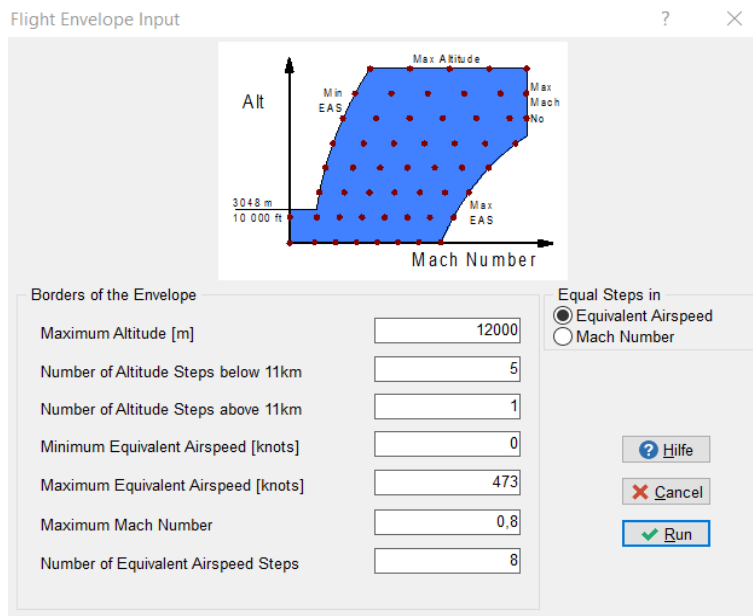 Flight Envelope Input
?
Max Altitude
Alt
Min
EAS
Max
Mach
No
3048 m
10 000 ft
Max
EAS
Mach Number
Borders of the Envelope
Maximum Altitude [m] 12000
Number of Altitude Steps below 11km 5
Number of Altitude Steps above 11km 1
Minimum Equivalent Airspeed [knots] 0
Maximum Equivalent Airspeed [knots] 473
Maximum Mach Number 0,8
Number of Equivalent Airspeed Steps 8
Equal Steps in
Equivalent Airspeed
Mach Number
? Hilfe
Cancel
Run